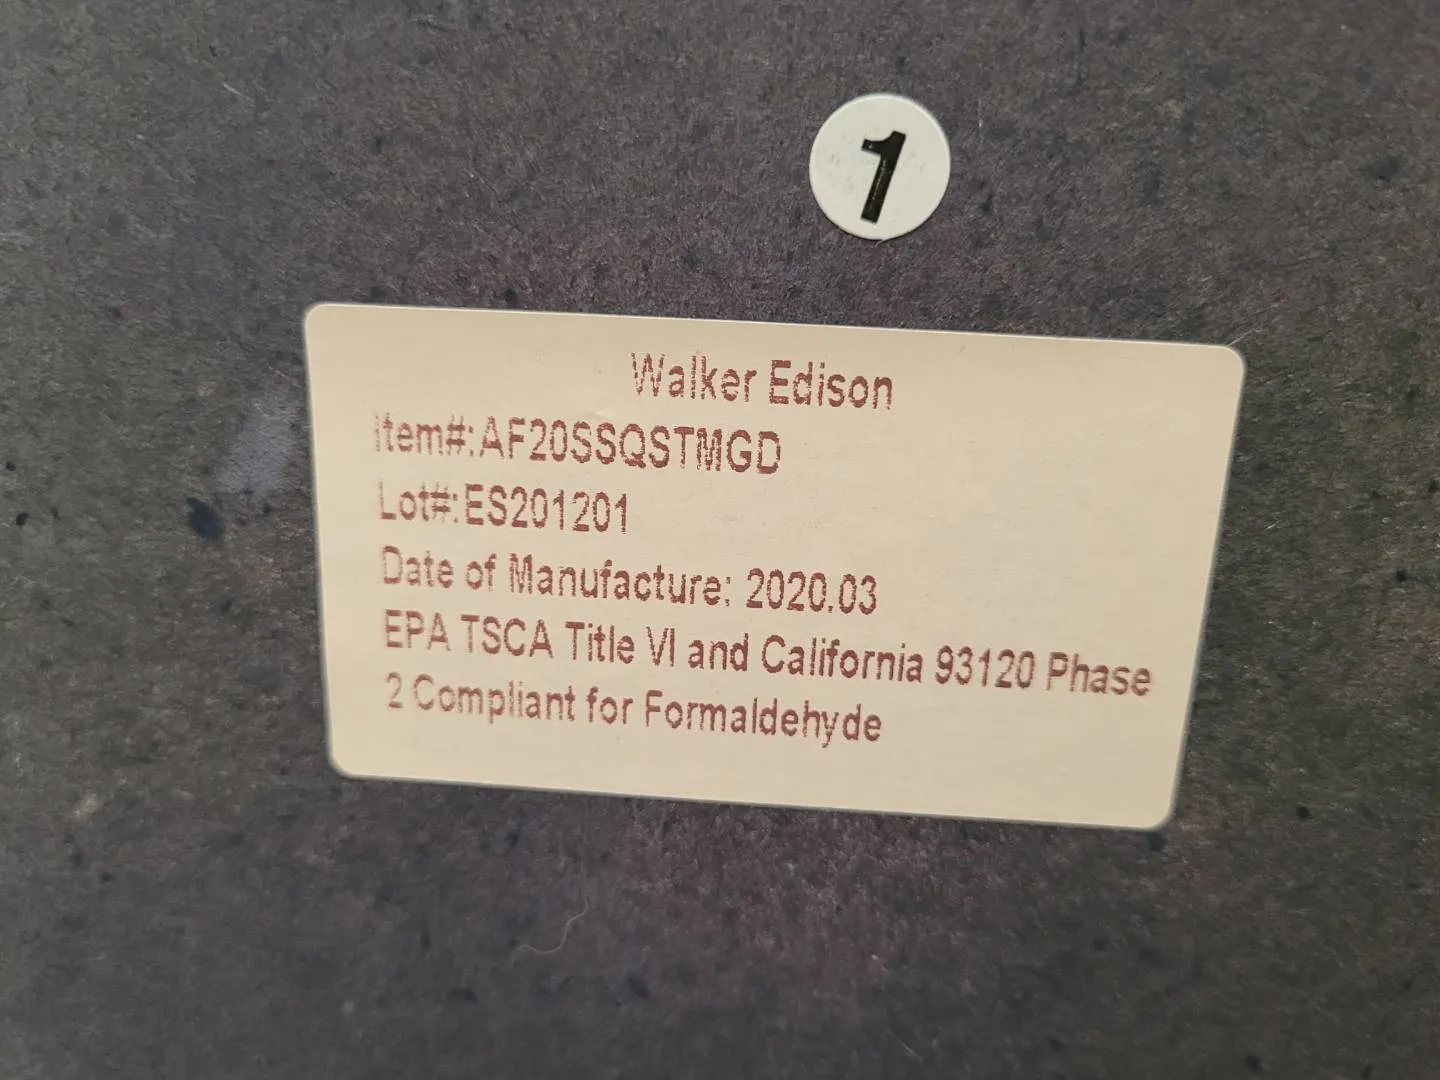 1
Walker Edison
Item#:AF20SSQSTMGD
Lot#:ES201201
Date of Manufacture: 2020.03
EPA TSCA Title VI and California 93120 Phase
2 Compliant for Formaldehyde